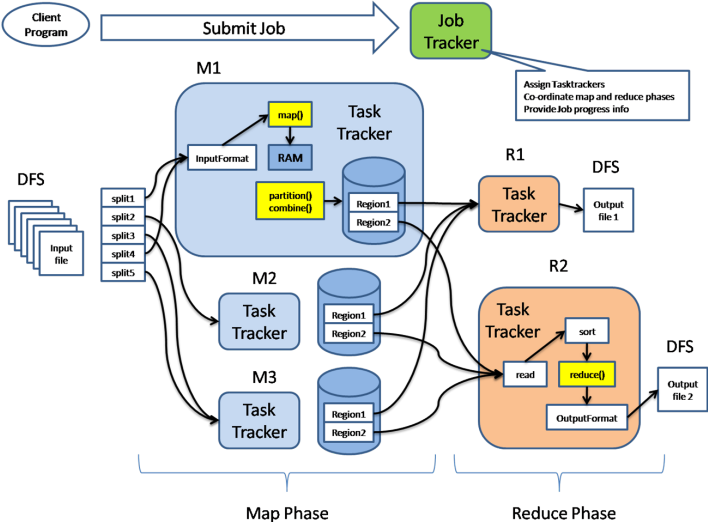 Client
Program
Submit Job
Job
Tracker
Assign Tasktrackers
Co-ordinate map and reduce phases
Provide Job progress info
M1
map()
Task
Tracker
InputFormat
RAM
partition()
combine()
Region1
Region2
DFS
Input
file
split1
split2
split3
split4
split5
M2
Task
Tracker
Region1
Region2
M3
Task
Tracker
Region1
Region2
R1
Task
Tracker
DFS
Output
file 1
R2
Task
Tracker
sort
read
reduce()
OutputFormat
DFS
Output
file 2
Map Phase
Reduce Phase